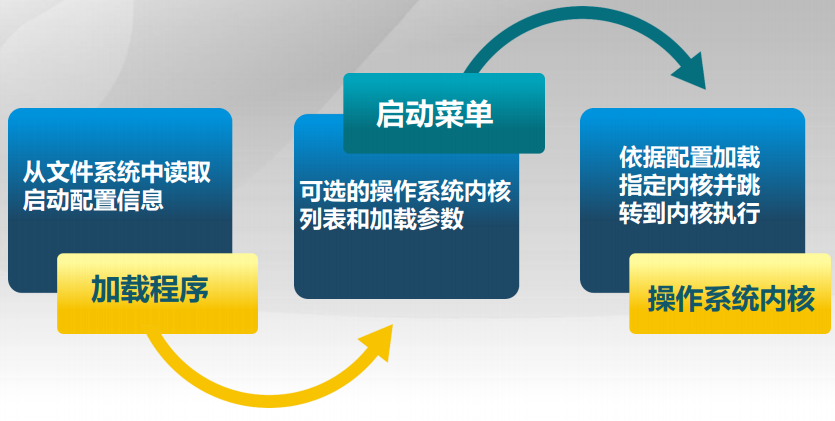 从文件系统中读取
启动配置信息
加载程序
启动菜单
可选的操作系统内核
列表和加载参数
依据配置加载
指定内核并跳
转到内核执行
操作系统内核